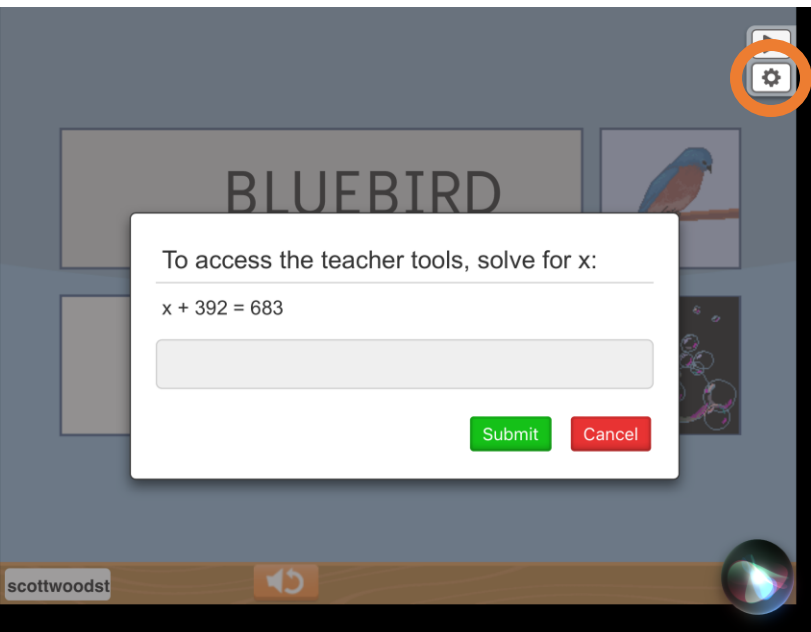 BLUEBIRD
To access the teacher tools, solve for x:
x + 392 = 683
Submit Cancel
scottwoodst